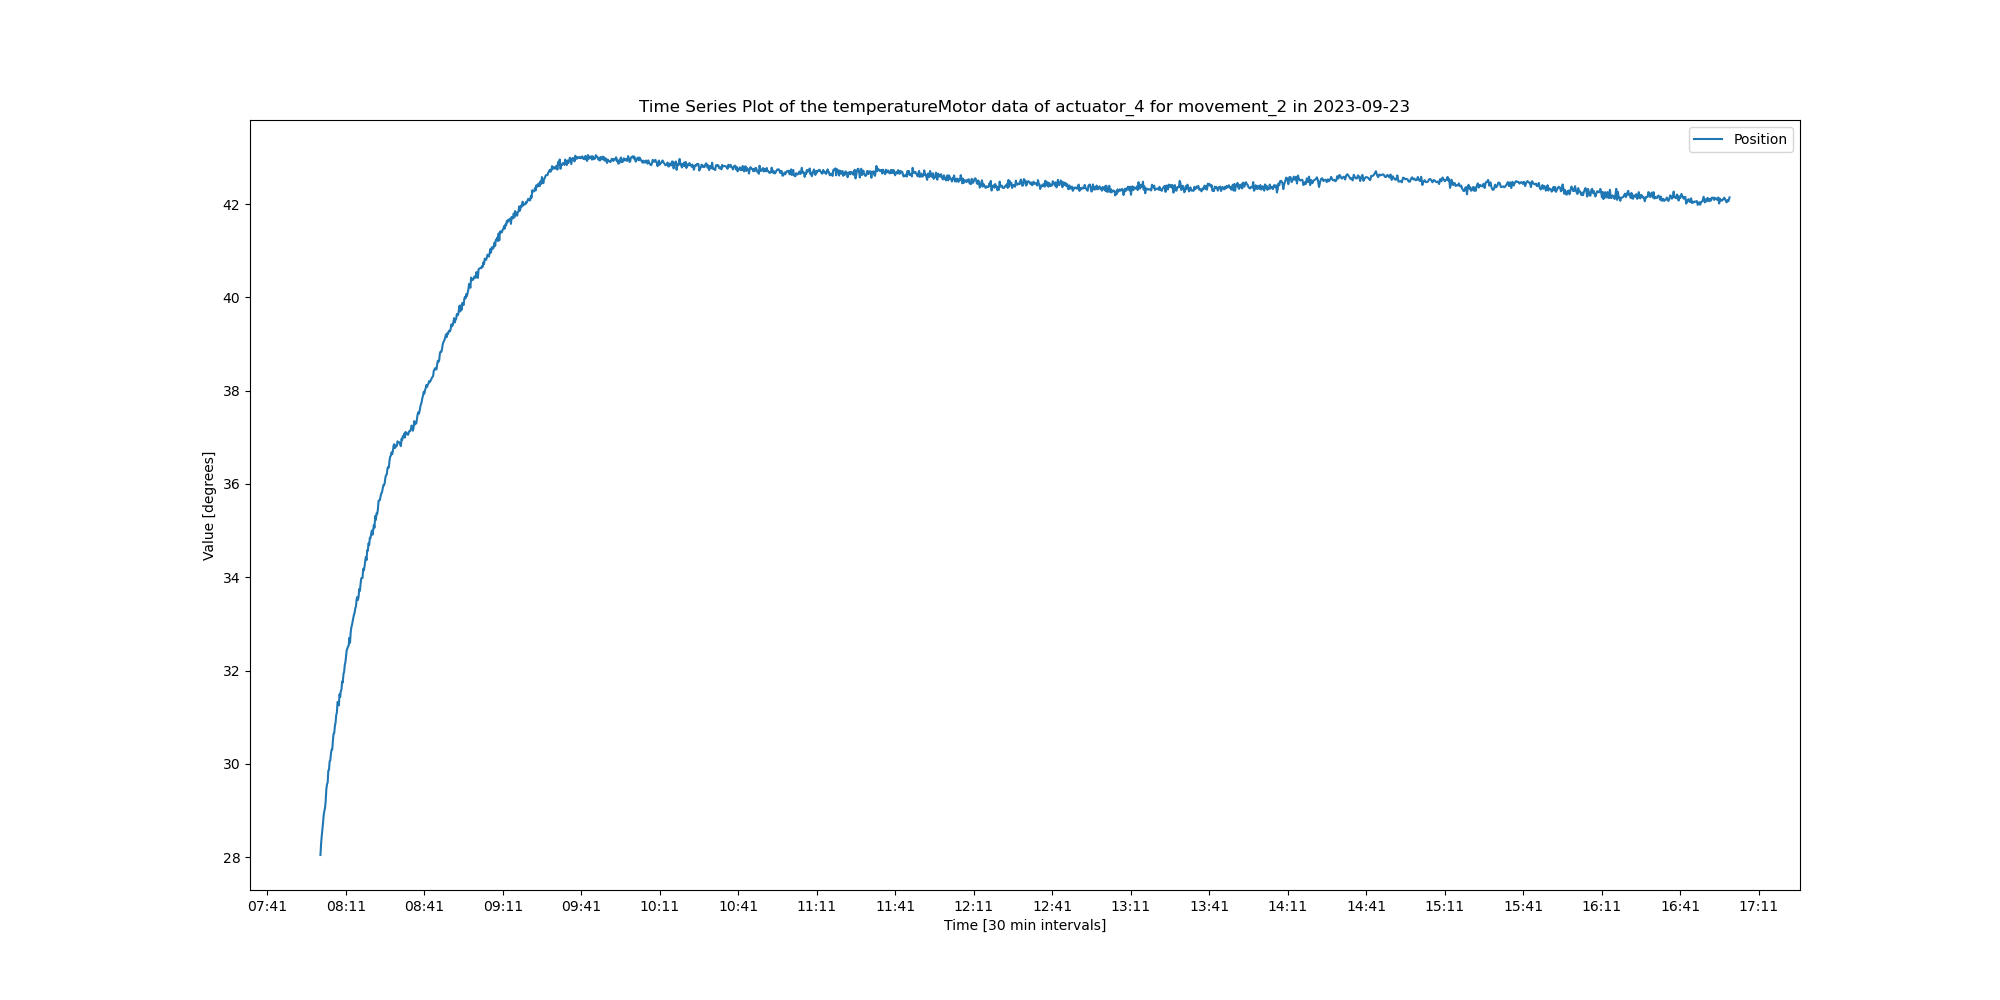 Time Series Plot of the temperatureMotor data of actuator_4 for movement_2 in 2023-09-23
Position
42
40
38
36
34
32
30
28
Value [degrees]
07:41 08:11 08:41 09:11 09:41 10:11 10:41 11:11 11:41 12:11 12:41 13:11 13:41 14:11 14:41 15:11 15:41 16:11 16:41 17:11
Time [30 min intervals]